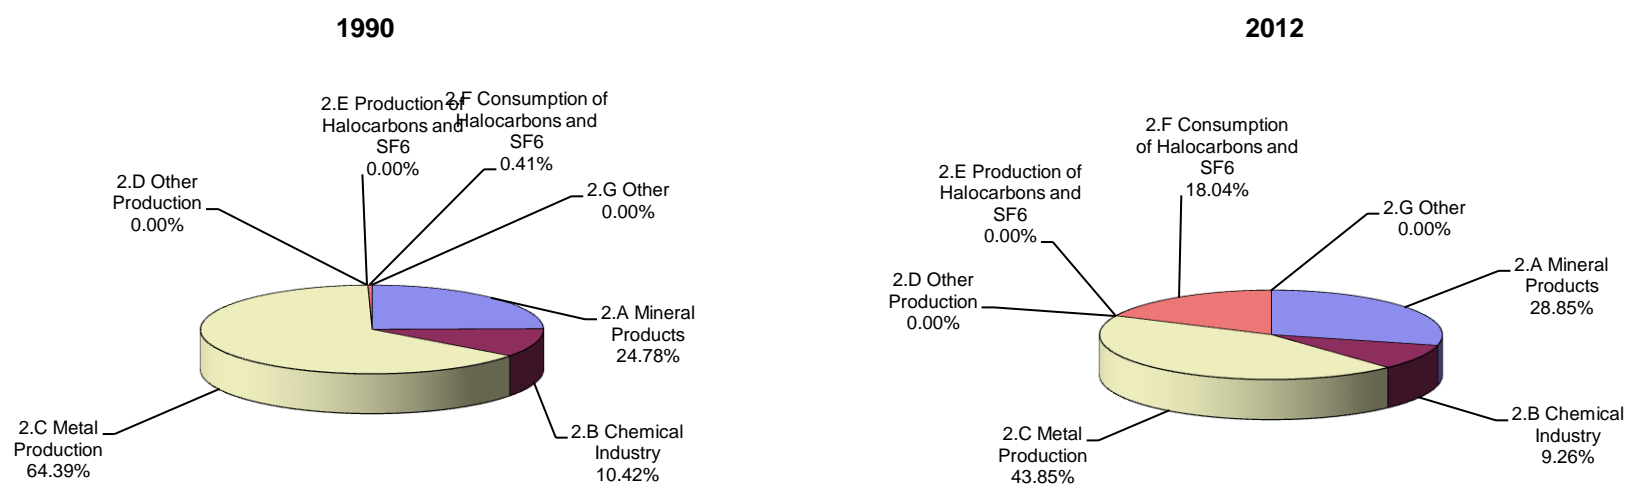 1990
2.E Production of
Halocarbons and
SF6
0.00%
2.F Consumption of
Halocarbons and
SF6
0.41%
2.D Other
Production
0.00%
2.G Other
0.00%
2.A Mineral
Products
24.78%
2.C Metal
Production
64.39%
2.B Chemical
Industry
10.42%
2012
2.F Consumption
of Halocarbons and
SF6
18.04%
2.E Production of
Halocarbons and
SF6
0.00%
2.G Other
0.00%
2.D Other
Production
0.00%
2.A Mineral
Products
28.85%
2.C Metal
Production
43.85%
2.B Chemical
Industry
9.26%